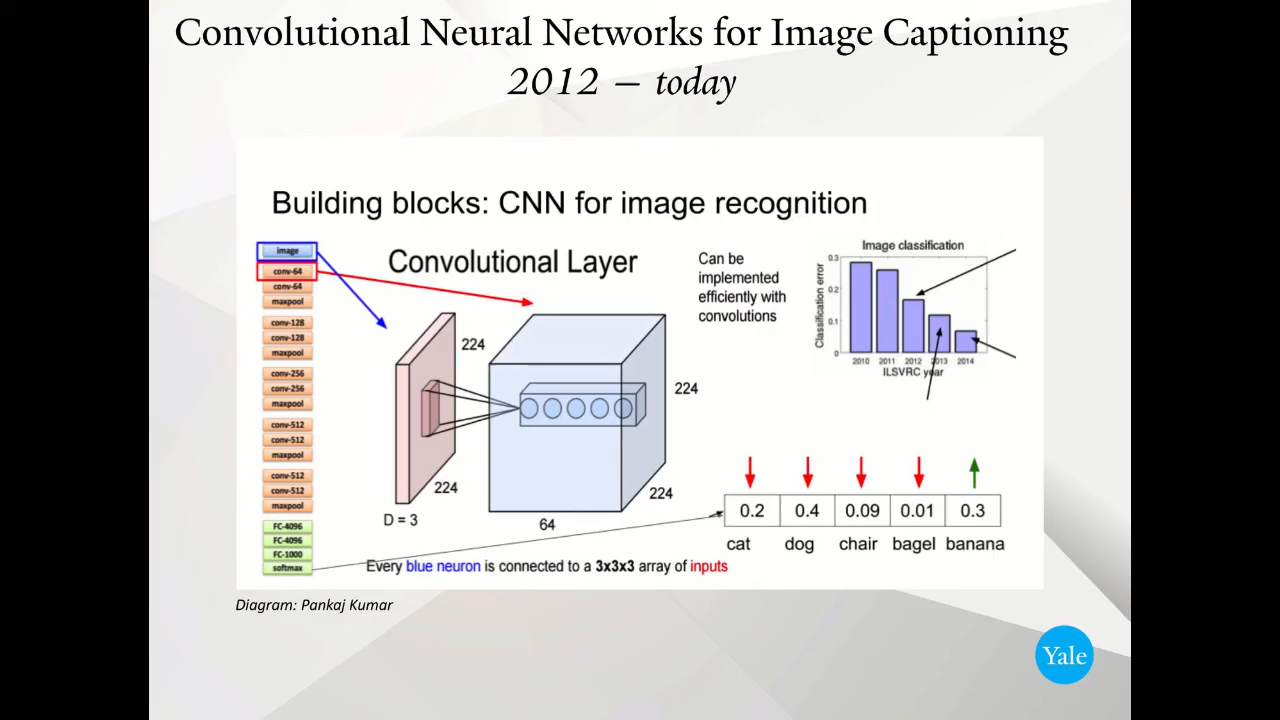 Convolutional Neural Networks for Image Captioning
2012 – today
Building blocks: CNN for image recognition
image
conv-64
conv-64
maxpool
conv-128
conv-128
maxpool
conv-256
conv-256
maxpool
conv-512
conv-512
maxpool
conv-512
conv-512
maxpool
FC-4096
FC-4096
FC-1000
softmax
Convolutional Layer
224
224
D = 3
224
224
64
Can be
implemented
efficiently with
convolutions
Image classification
Classification error
0.3
0.2
0.1
0
2010 2011 2012 2013 2014
ILSVRC year
0.2 0.4 0.09 0.01 0.3
cat dog chair bagel banana
Every blue neuron is connected to a 3x3x3 array of inputs
Diagram: Pankaj Kumar
Yale